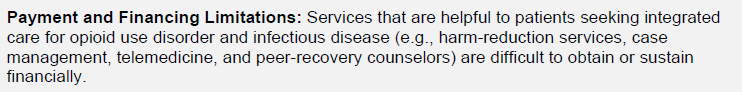 Payment and Financing Limitations: Services that are helpful to patients seeking integrated
care for opioid use disorder and infectious disease (e.g., harm-reduction services, case
management, telemedicine, and peer-recovery counselors) are difficult to obtain or sustain
financially.